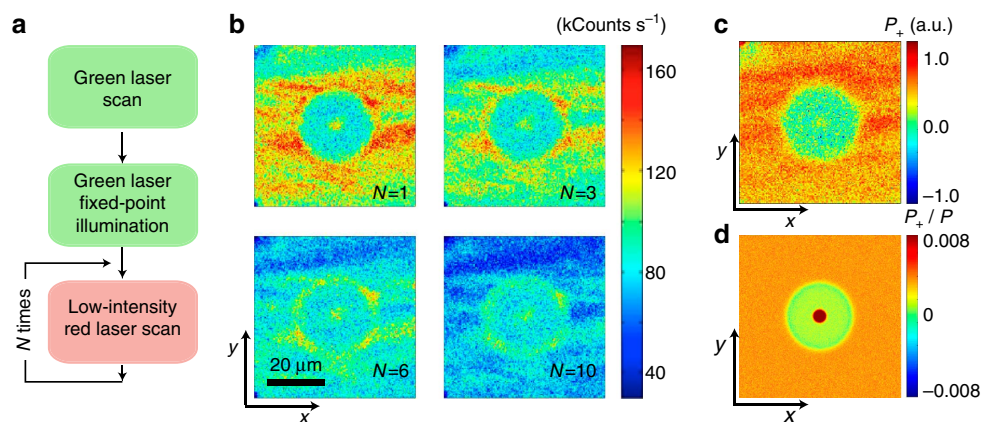 a
Green laser
scan
Green laser
fixed-point
illumination
Low-intensity
red laser scan
N times
b
(kCounts s⁻¹)
N=1
N=3
N=6
N=10
20 μm
y
x
160
120
80
40
c
P₊ (a.u.)
1.0
0.0
−1.0
y
x
d
P₊ / P
0.008
0
−0.008
y
x